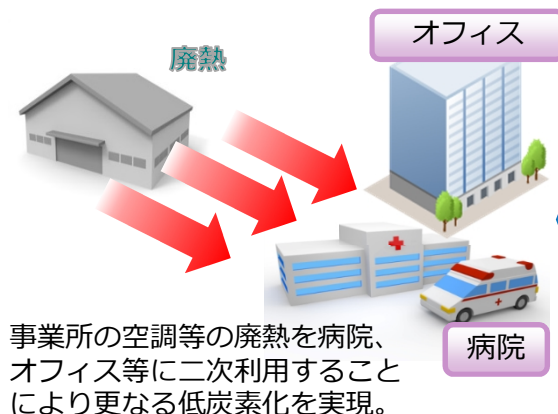 オフィス
廃熱
病院
事業所の空調等の廃熱を病院、
オフィス等に二次利用すること
により更なる低炭素化を実現。